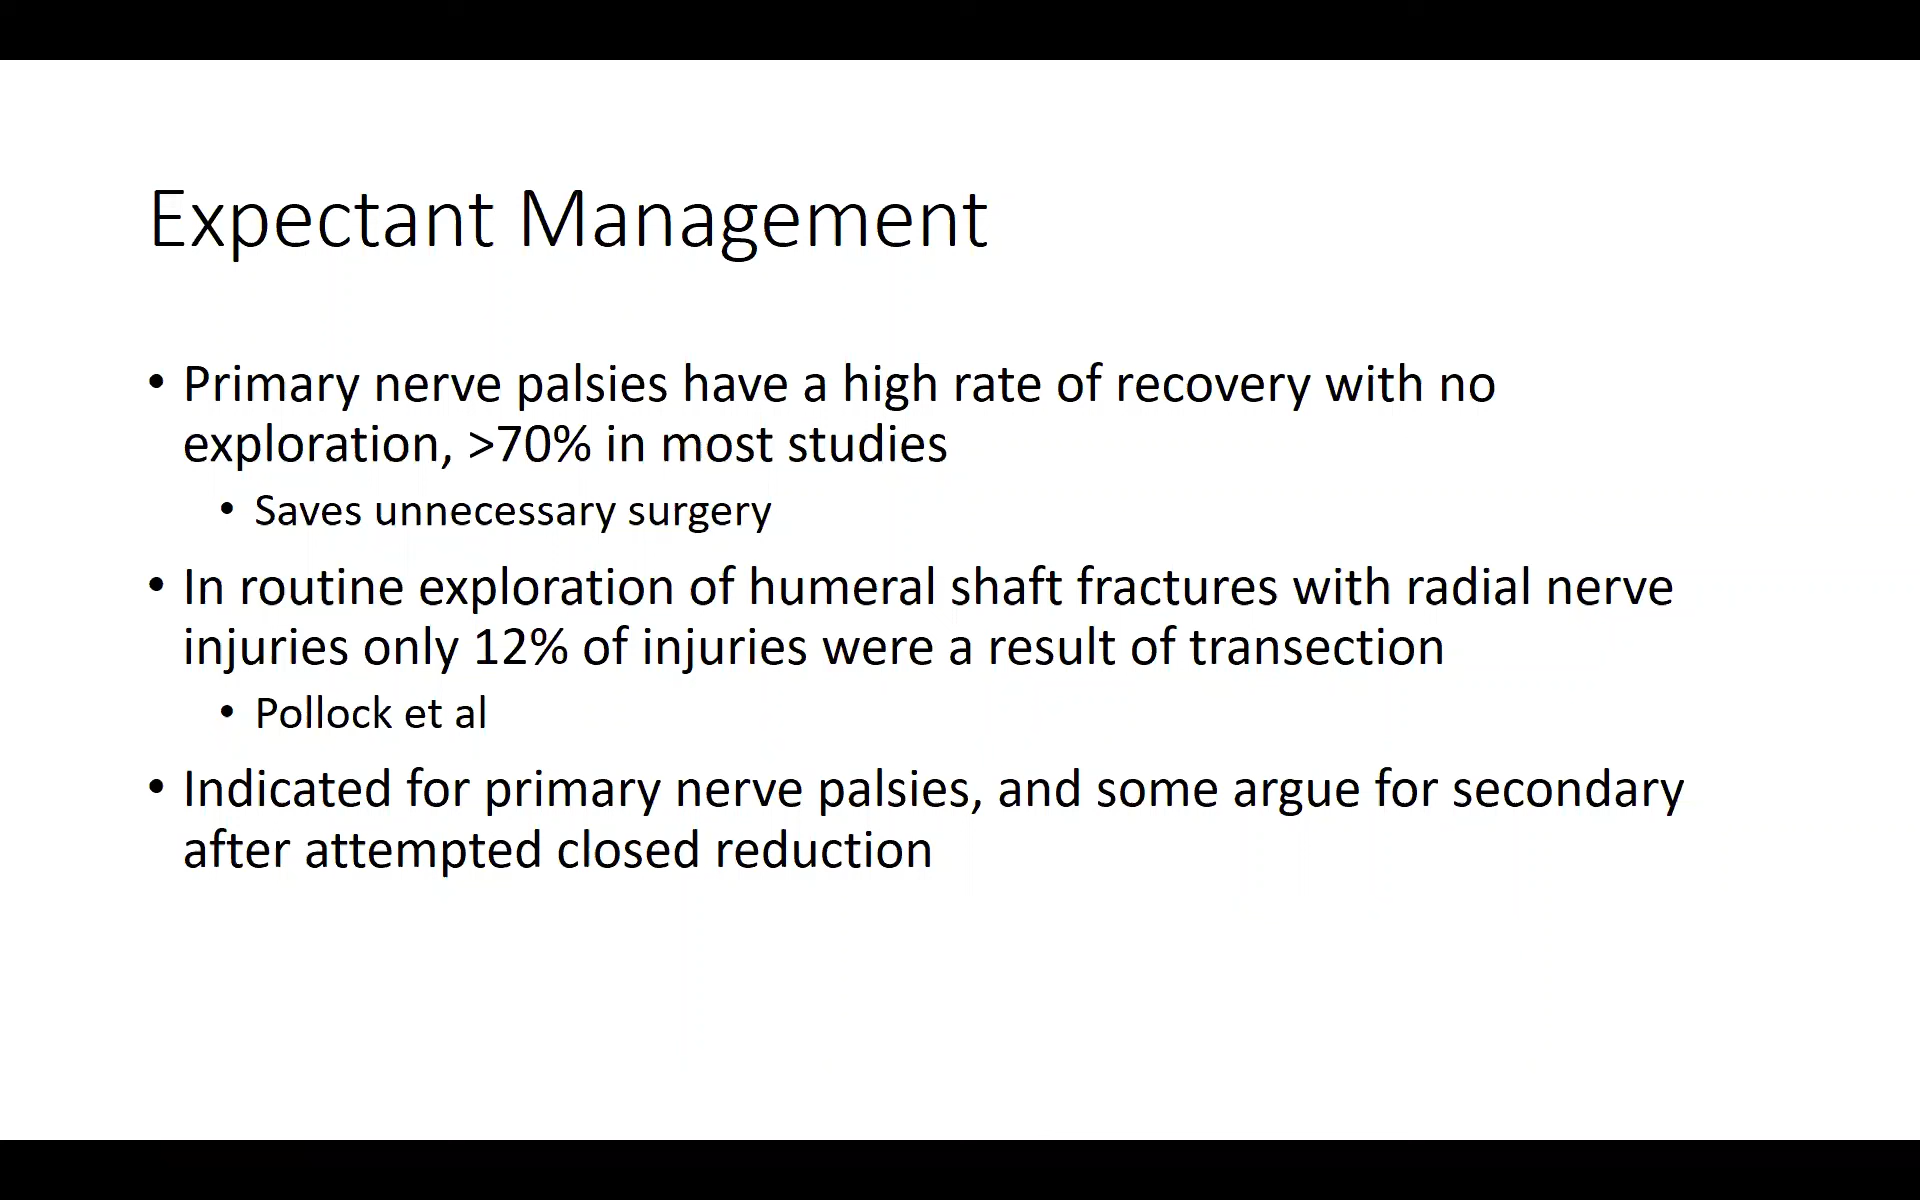 Expectant Management
• Primary nerve palsies have a high rate of recovery with no
exploration, >70% in most studies
• Saves unnecessary surgery
• In routine exploration of humeral shaft fractures with radial nerve
injuries only 12% of injuries were a result of transection
• Pollock et al
• Indicated for primary nerve palsies, and some argue for secondary
after attempted closed reduction